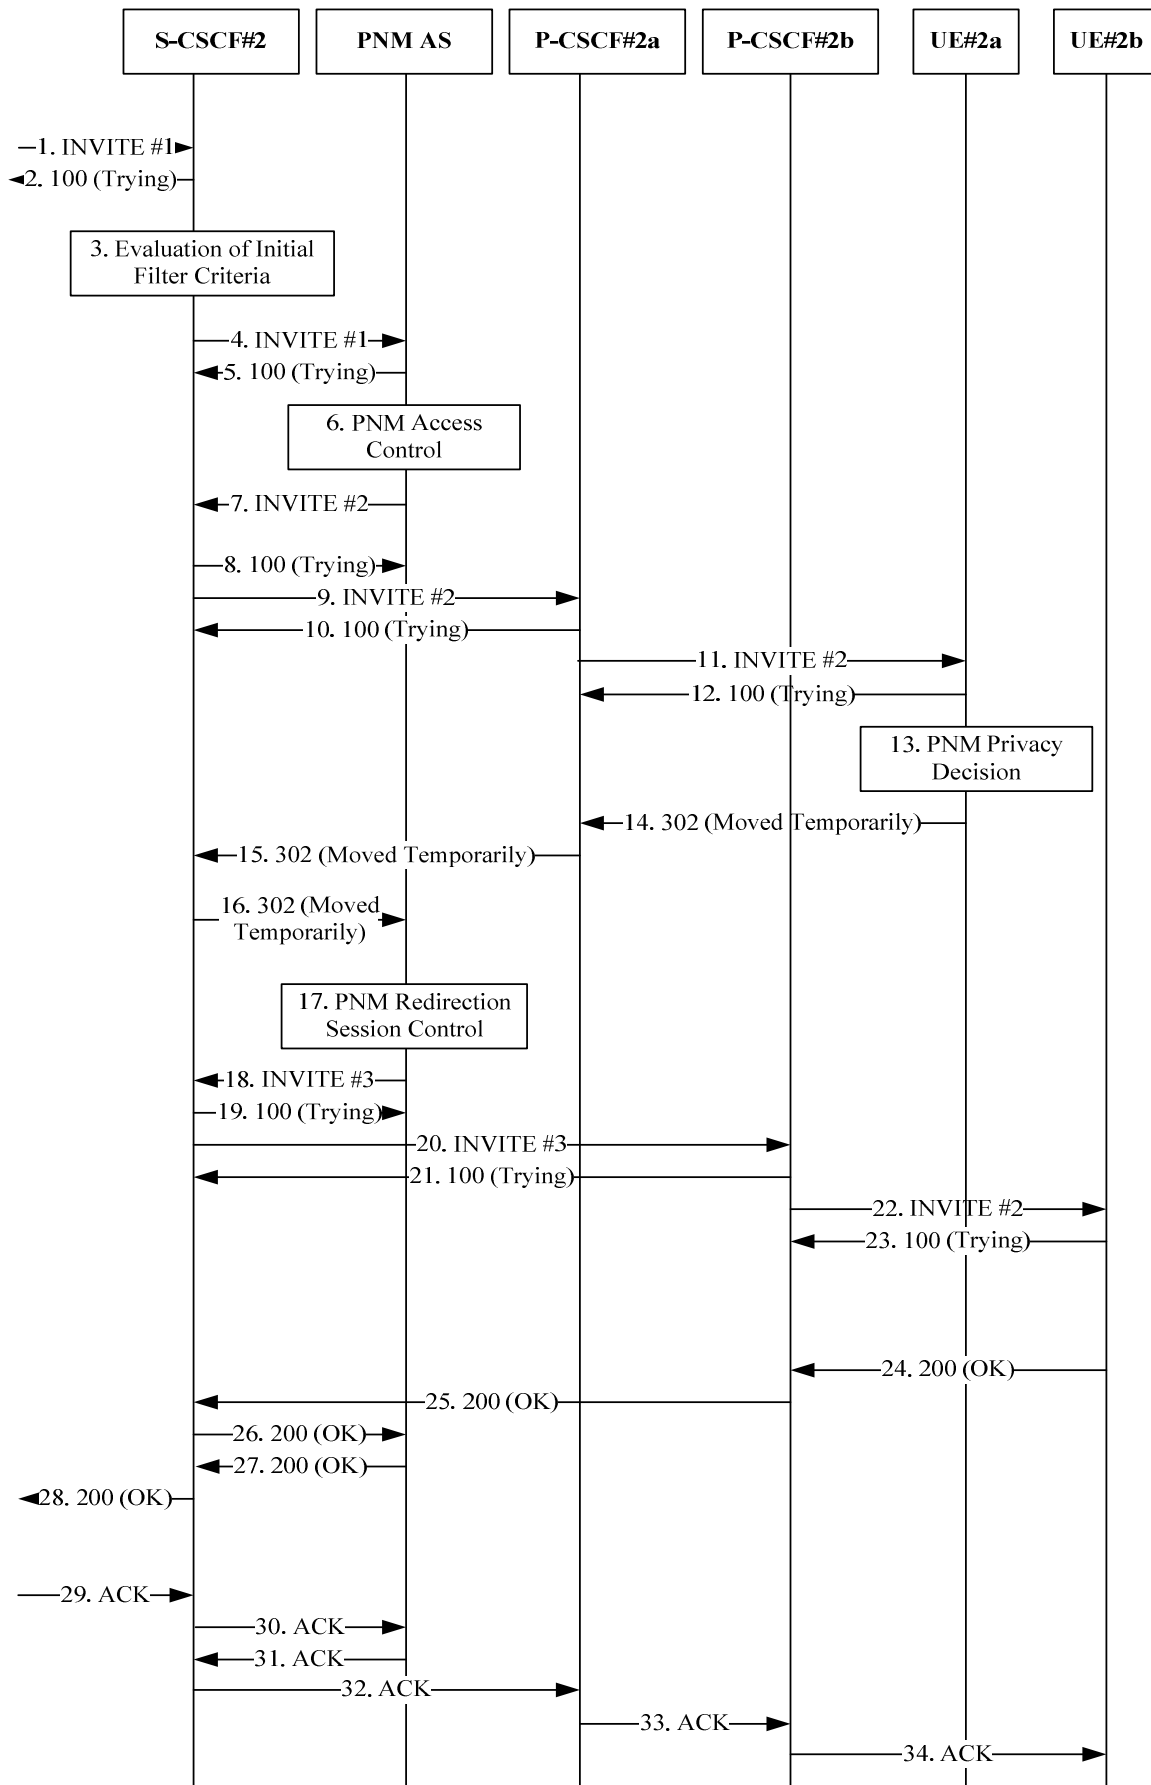 S-CSCF#2
PNM AS
P-CSCF#2a
P-CSCF#2b
UE#2a
UE#2b
1. INVITE #1
2. 100 (Trying)
3. Evaluation of Initial
Filter Criteria
4. INVITE #1
5. 100 (Trying)
6. PNM Access
Control
7. INVITE #2
8. 100 (Trying)
9. INVITE #2
10. 100 (Trying)
11. INVITE #2
12. 100 (Trying)
13. PNM Privacy
Decision
14. 302 (Moved Temporarily)
15. 302 (Moved Temporarily)
16. 302 (Moved
Temporarily)
17. PNM Redirection
Session Control
18. INVITE #3
19. 100 (Trying)
20. INVITE #3
21. 100 (Trying)
22. INVITE #2
23. 100 (Trying)
24. 200 (OK)
25. 200 (OK)
26. 200 (OK)
27. 200 (OK)
28. 200 (OK)
29. ACK
30. ACK
31. ACK
32. ACK
33. ACK
34. ACK